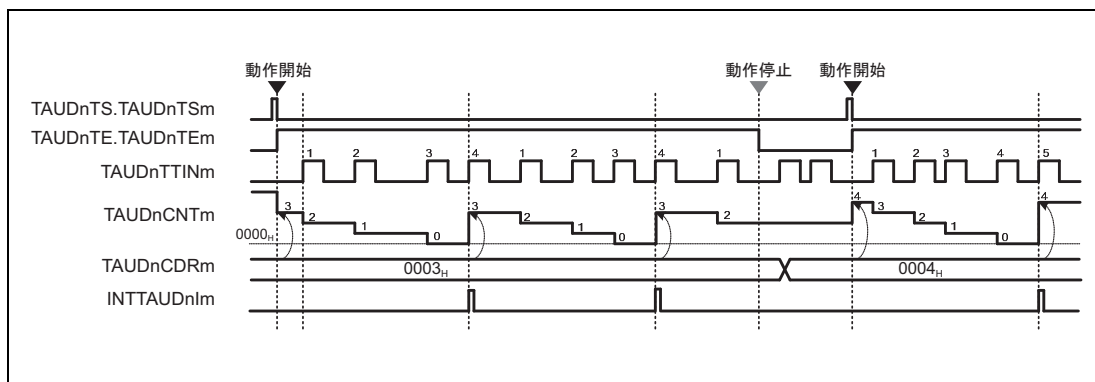 動作開始 動作停止 動作開始
TAUDnTS.TAUDnTSm
TAUDnTE.TAUDnTEm
TAUDnTTINm 1 2 3 4 1 2 3 4 1 1 2 3 4 5
TAUDnCNTm 3 2 1 0 3 2 1 0 3 2 4 3 2 1 0 4
0000H
TAUDnCDRm 0003H 0004H
INTTAUDnIm